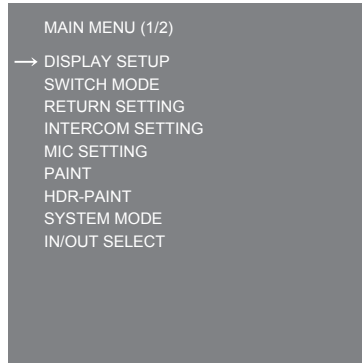 MAIN MENU (1/2)
→ DISPLAY SETUP
SWITCH MODE
RETURN SETTING
INTERCOM SETTING
MIC SETTING
PAINT
HDR-PAINT
SYSTEM MODE
IN/OUT SELECT